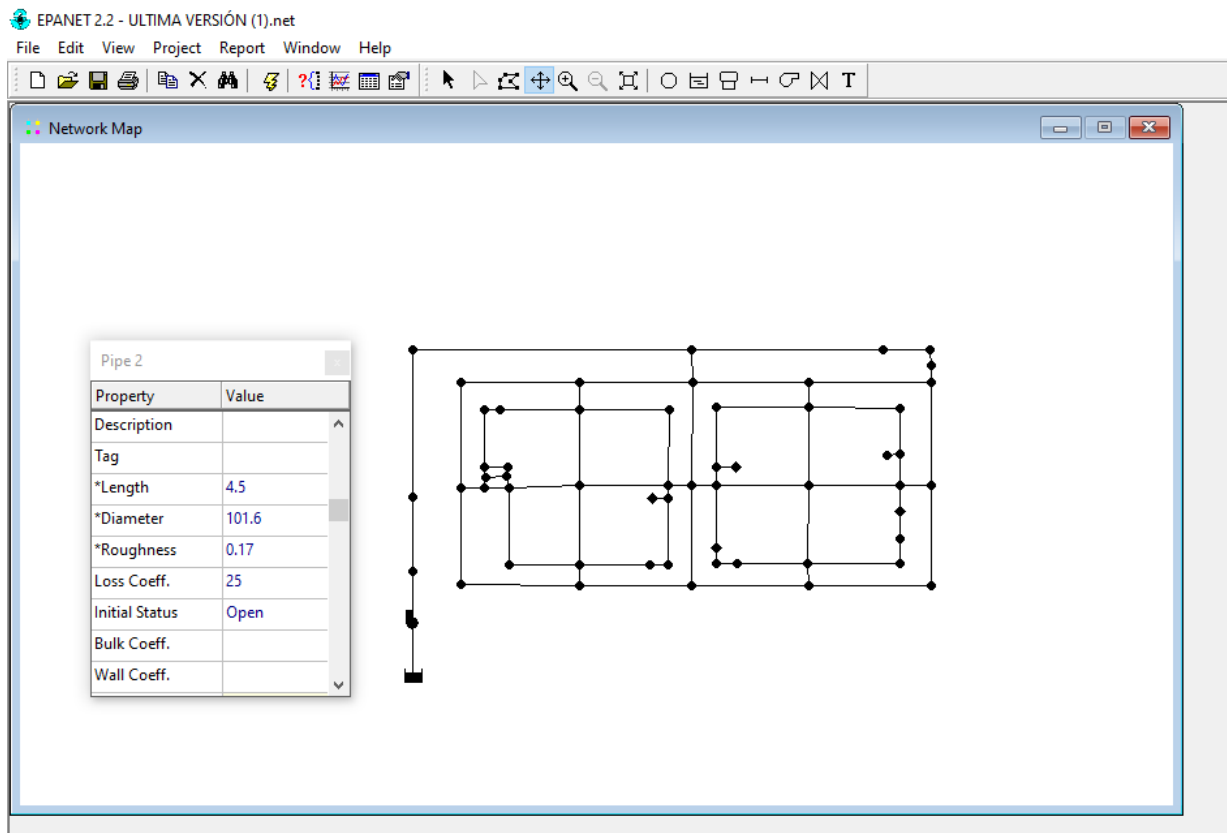 EPANET 2.2 - ULTIMA VERSIÓN (1).net
File Edit View Project Report Window Help
T
Network Map
Pipe 2
Property Value
Description
Tag
*Length 4.5
*Diameter 101.6
*Roughness 0.17
Loss Coeff. 25
Initial Status Open
Bulk Coeff.
Wall Coeff.